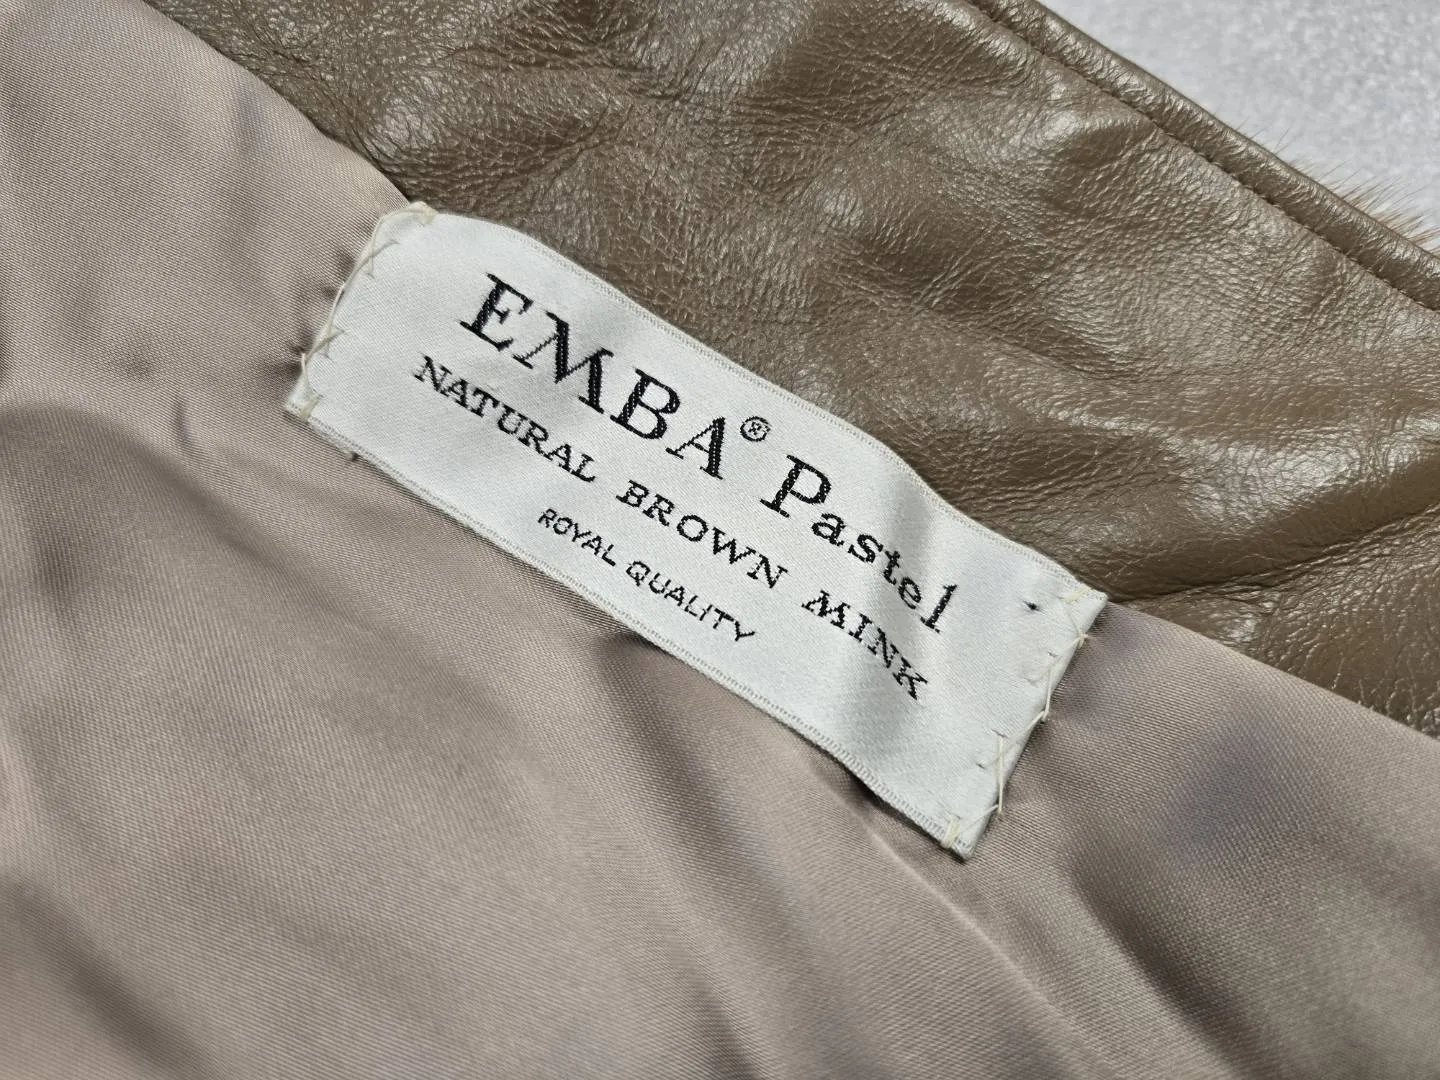 EMBA® Pastel
NATURAL BROWN MINK
ROYAL QUALITY